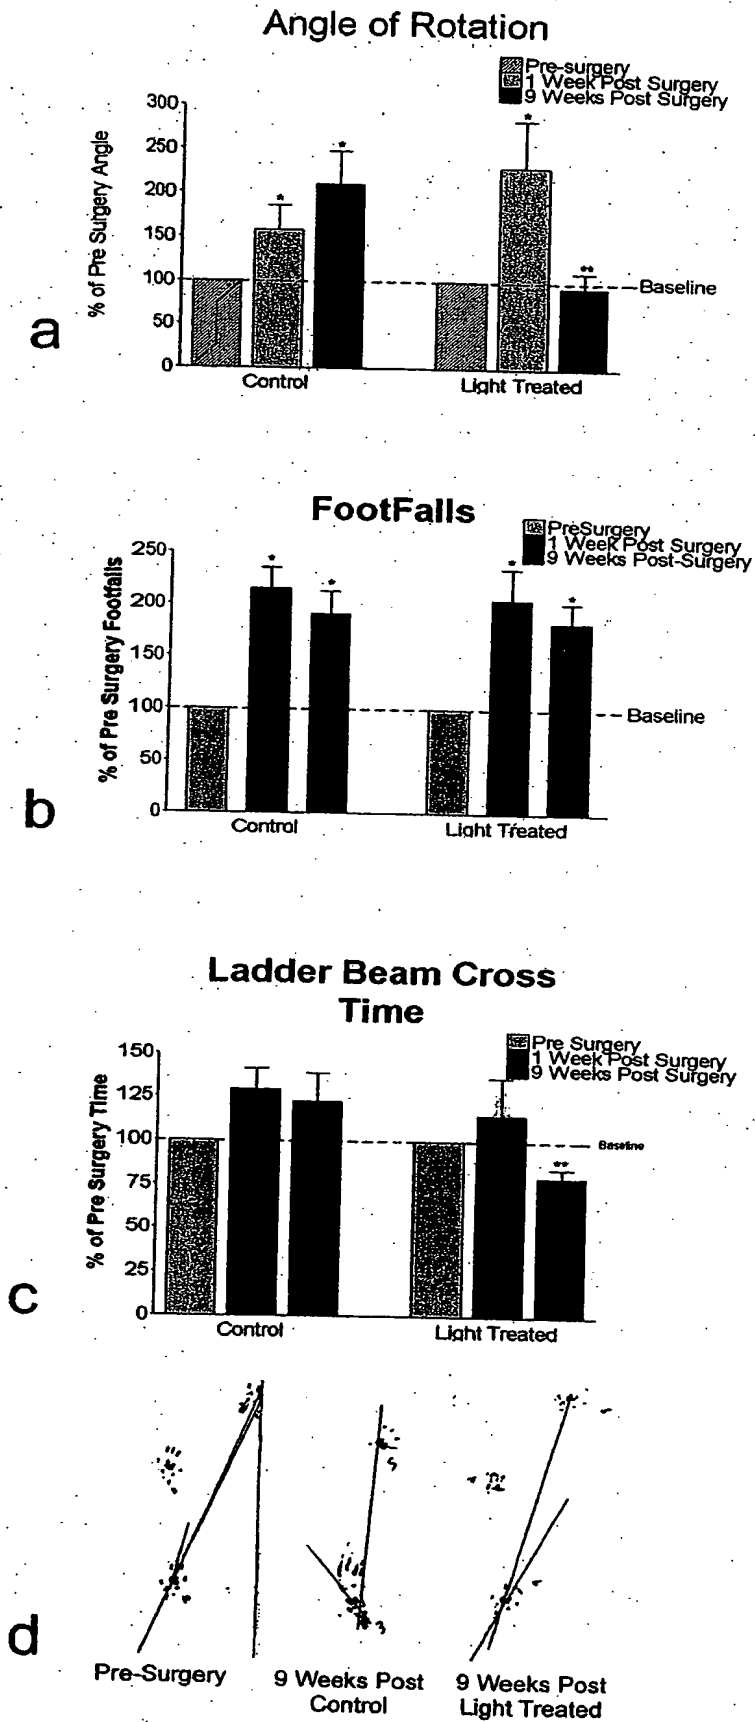 Angle of Rotation
Pre-surgery
1 Week Post Surgery
9 Weeks Post Surgery
% of Pre Surgery Angle
300
250
200
150
100
50
0
*
*
*
**
Baseline
Control
Light Treated
a
FootFalls
PreSurgery
1 Week Post Surgery
9 Weeks Post-Surgery
% of Pre Surgery Footfalls
250
200
150
100
50
0
*
*
*
*
Baseline
Control
Light Treated
b
Ladder Beam Cross
Time
Pre Surgery
1 Week Post Surgery
9 Weeks Post Surgery
% of Pre Surgery Time
150
125
100
75
50
25
0
**
Baseline
Control
Light Treated
c
d
Pre-Surgery
9 Weeks Post
Control
9 Weeks Post
Light Treated